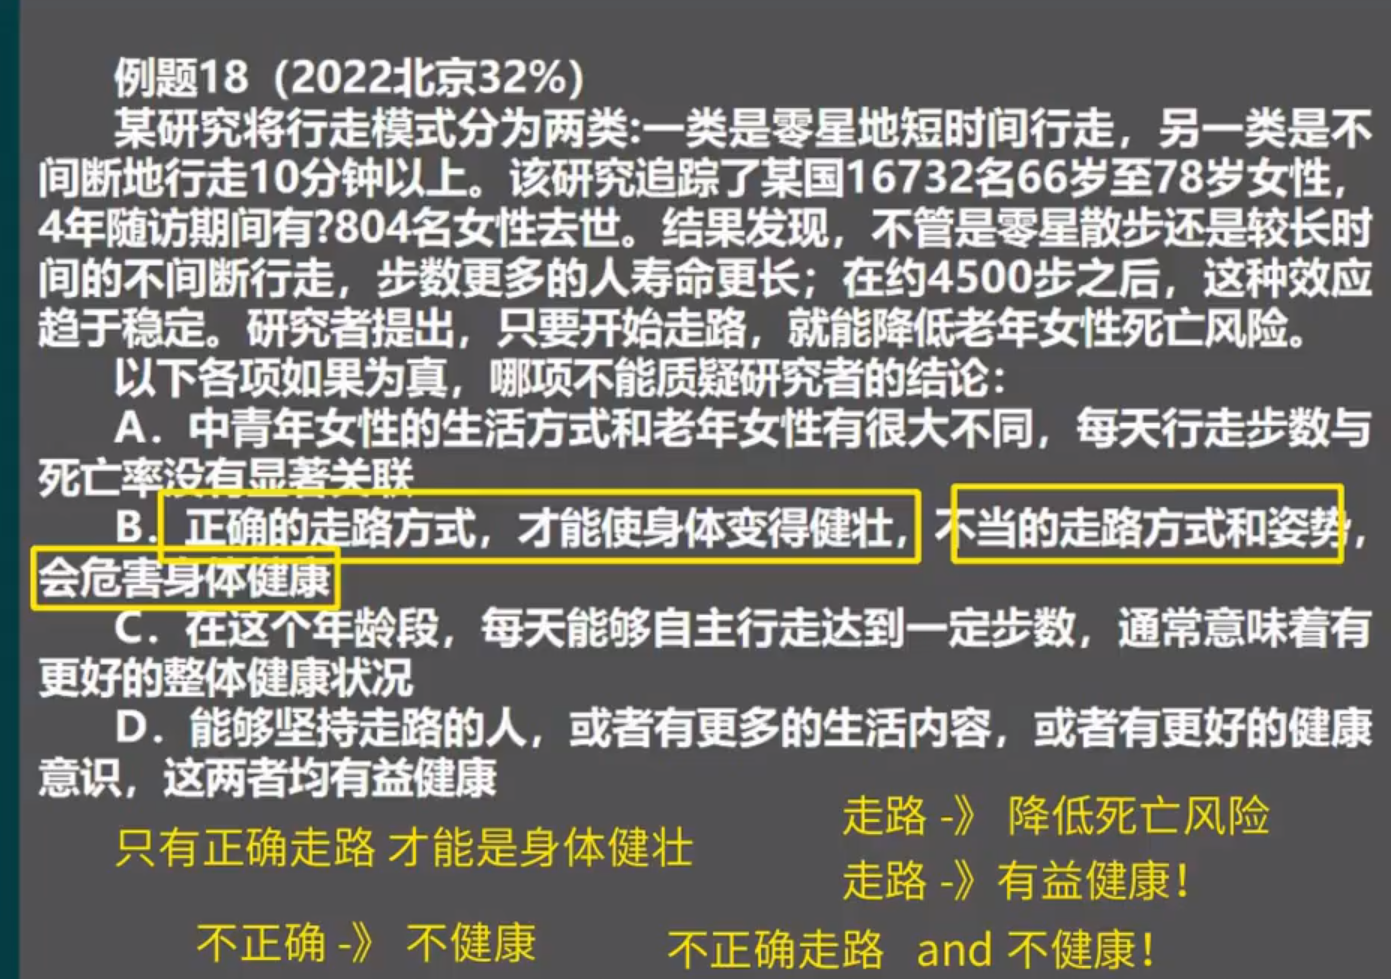 例题18（2022北京32%）
某研究将行走模式分为两类:一类是零星地短时间行走，另一类是不
间断地行走10分钟以上。该研究追踪了某国16732名66岁至78岁女性，
4年随访期间有?804名女性去世。结果发现，不管是零星散步还是较长时
间的不间断行走，步数更多的人寿命更长；在约4500步之后，这种效应
趋于稳定。研究者提出，只要开始走路，就能降低老年女性死亡风险。
以下各项如果为真，哪项不能质疑研究者的结论：
A．中青年女性的生活方式和老年女性有很大不同，每天行走步数与
死亡率没有显著关联
B．正确的走路方式，才能使身体变得健壮，不当的走路方式和姿势，
会危害身体健康
C．在这个年龄段，每天能够自主行走达到一定步数，通常意味着有
更好的整体健康状况
D．能够坚持走路的人，或者有更多的生活内容，或者有更好的健康
意识，这两者均有益健康
走路 -》 降低死亡风险
只有正确走路 才能是身体健壮
走路 -》有益健康！
不正确 -》 不健康
不正确走路 and 不健康！